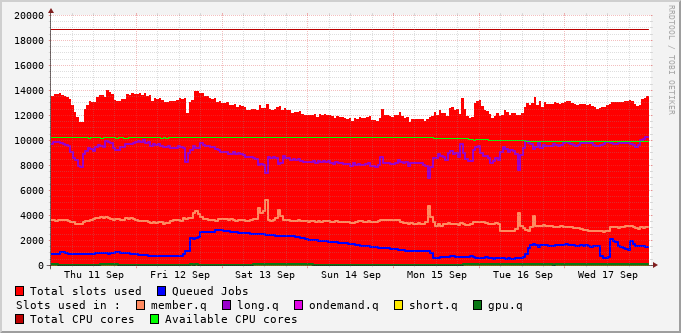 RRDTOOL / TOBI OETIKER
20000
18000
16000
14000
12000
10000
8000
6000
4000
2000
0
Thu 11 Sep Fri 12 Sep Sat 13 Sep Sun 14 Sep Mon 15 Sep Tue 16 Sep Wed 17 Sep
Total slots used Queued Jobs
Slots used in : member.q long.q ondemand.q short.q gpu.q
Total CPU cores Available CPU cores